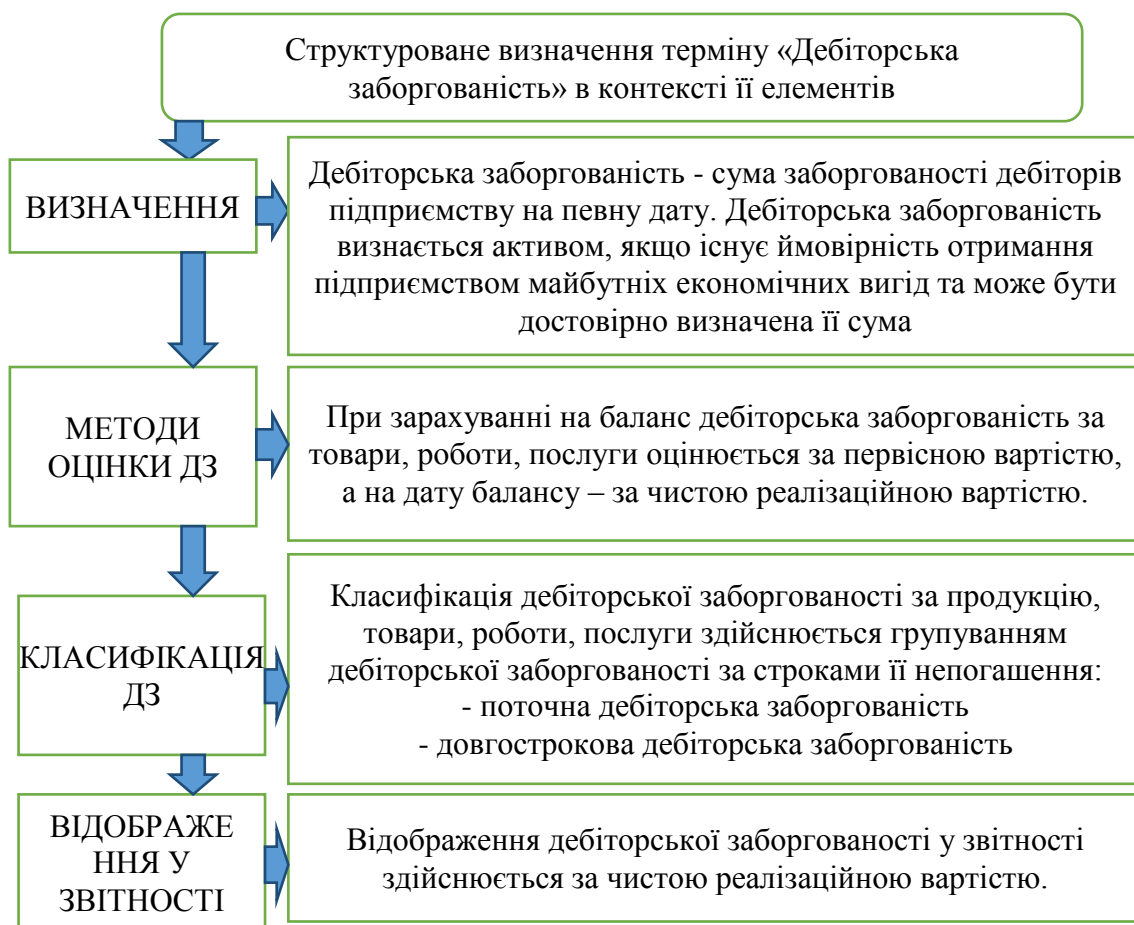 Структуроване визначення терміну «Дебіторська
заборгованість» в контексті її елементів
ВИЗНАЧЕННЯ
Дебіторська заборгованість - сума заборгованості дебіторів
підприємству на певну дату. Дебіторська заборгованість
визнається активом, якщо існує ймовірність отримання
підприємством майбутніх економічних вигід та може бути
достовірно визначена її сума
МЕТОДИ
ОЦІНКИ ДЗ
При зарахуванні на баланс дебіторська заборгованість за
товари, роботи, послуги оцінюється за первісною вартістю,
а на дату балансу – за чистою реалізаційною вартістю.
КЛАСИФІКАЦІЯ
ДЗ
Класифікація дебіторської заборгованості за продукцію,
товари, роботи, послуги здійснюється групуванням
дебіторської заборгованості за строками її непогашення:
- поточна дебіторська заборгованість
- довгострокова дебіторська заборгованість
ВІДОБРАЖЕ
ННЯ У
ЗВІТНОСТІ
Відображення дебіторської заборгованості у звітності
здійснюється за чистою реалізаційною вартістю.